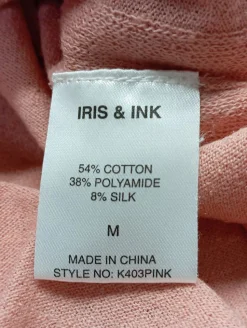 IRIS & INK
54% COTTON
38% POLYAMIDE
8% SILK
M
MADE IN CHINA
STYLE NO: K403PINK